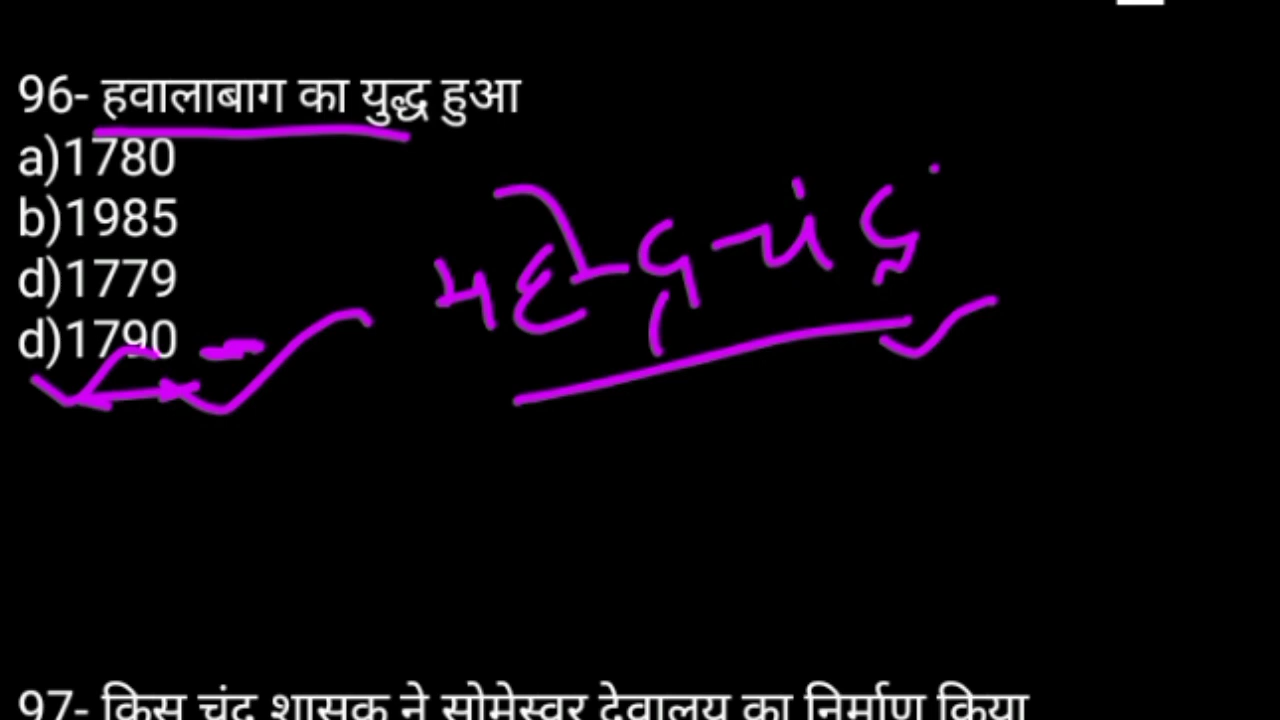 96- हवालाबाग का युद्ध हुआ
a)1780
b)1985
d)1779
d)1790
महेन्द्र चंद्र
97- किस चंद शासक ने सोमेस्वर देवालय का निर्माण किया